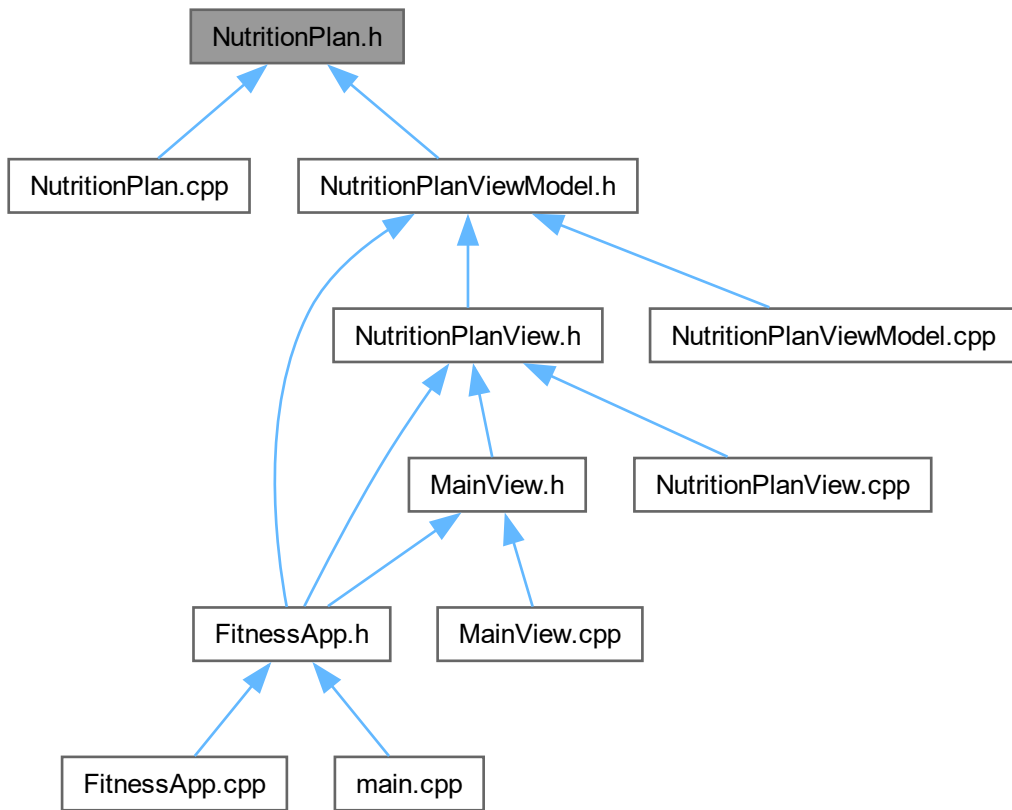 NutritionPlan.h
NutritionPlan.cpp
NutritionPlanViewModel.h
NutritionPlanView.h
NutritionPlanViewModel.cpp
MainView.h
NutritionPlanView.cpp
FitnessApp.h
MainView.cpp
FitnessApp.cpp
main.cpp